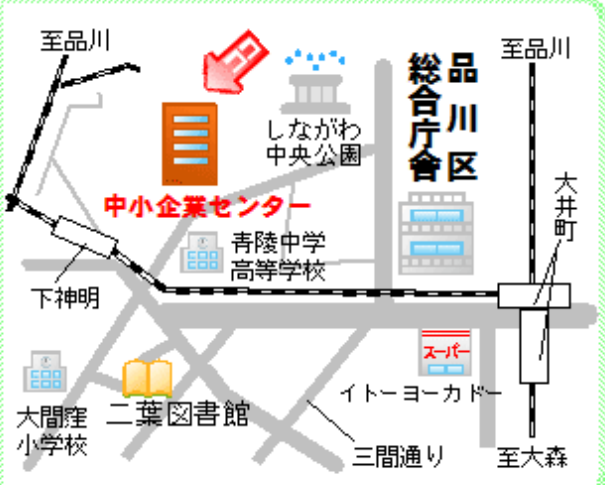 至品川
しながわ
中央公園
品川区
総合庁舎
至品川
大井町
中小企業センター
青陵中学
高等学校
下神明
スーパー
イトーヨーカドー
大間窪
小学校
二葉図書館
三間通り
至大森